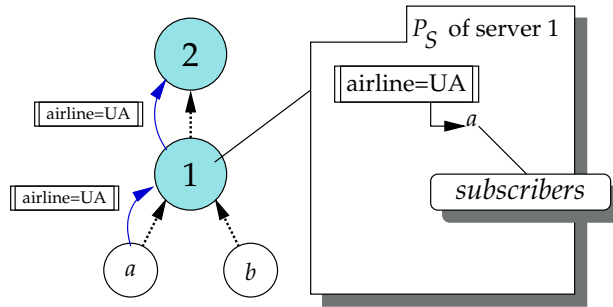 2
P_S of server 1
airline=UA
airline=UA
a
1
subscribers
airline=UA
a
b